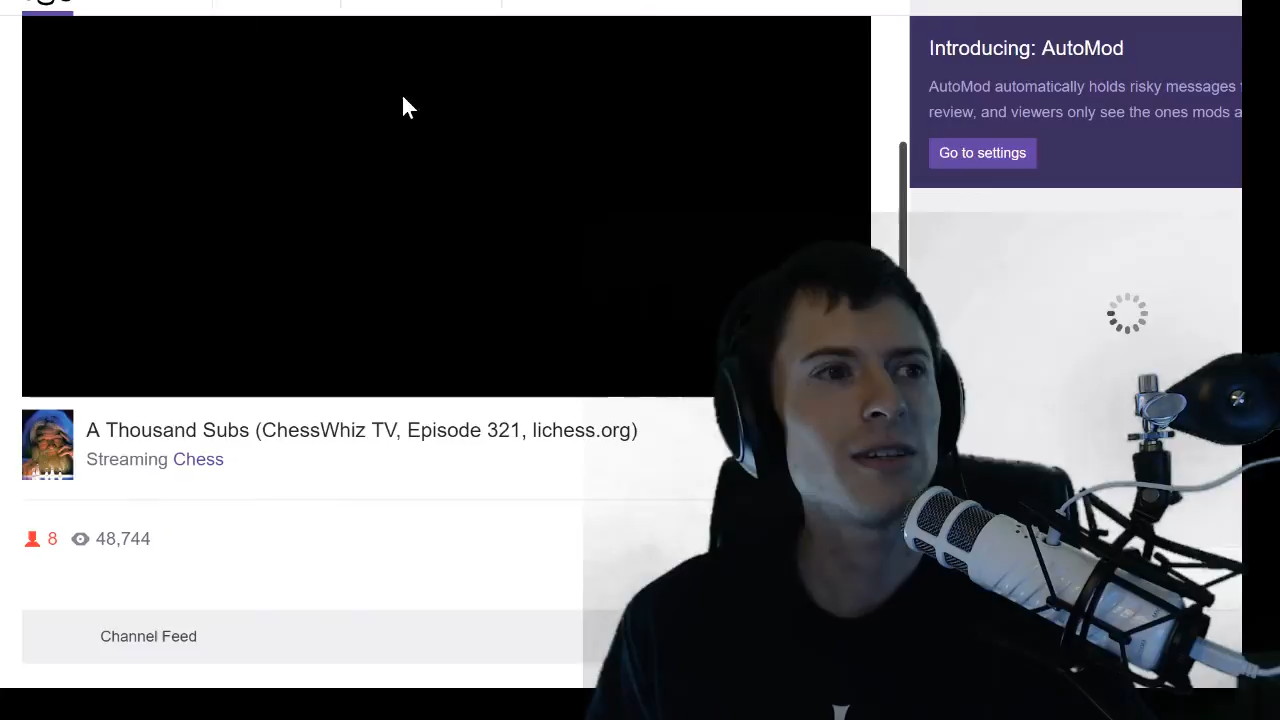 Introducing: AutoMod
AutoMod automatically holds risky messages
review, and viewers only see the ones mods
Go to settings
A Thousand Subs (ChessWhiz TV, Episode 321, lichess.org)
Streaming Chess
8 48,744
Channel Feed